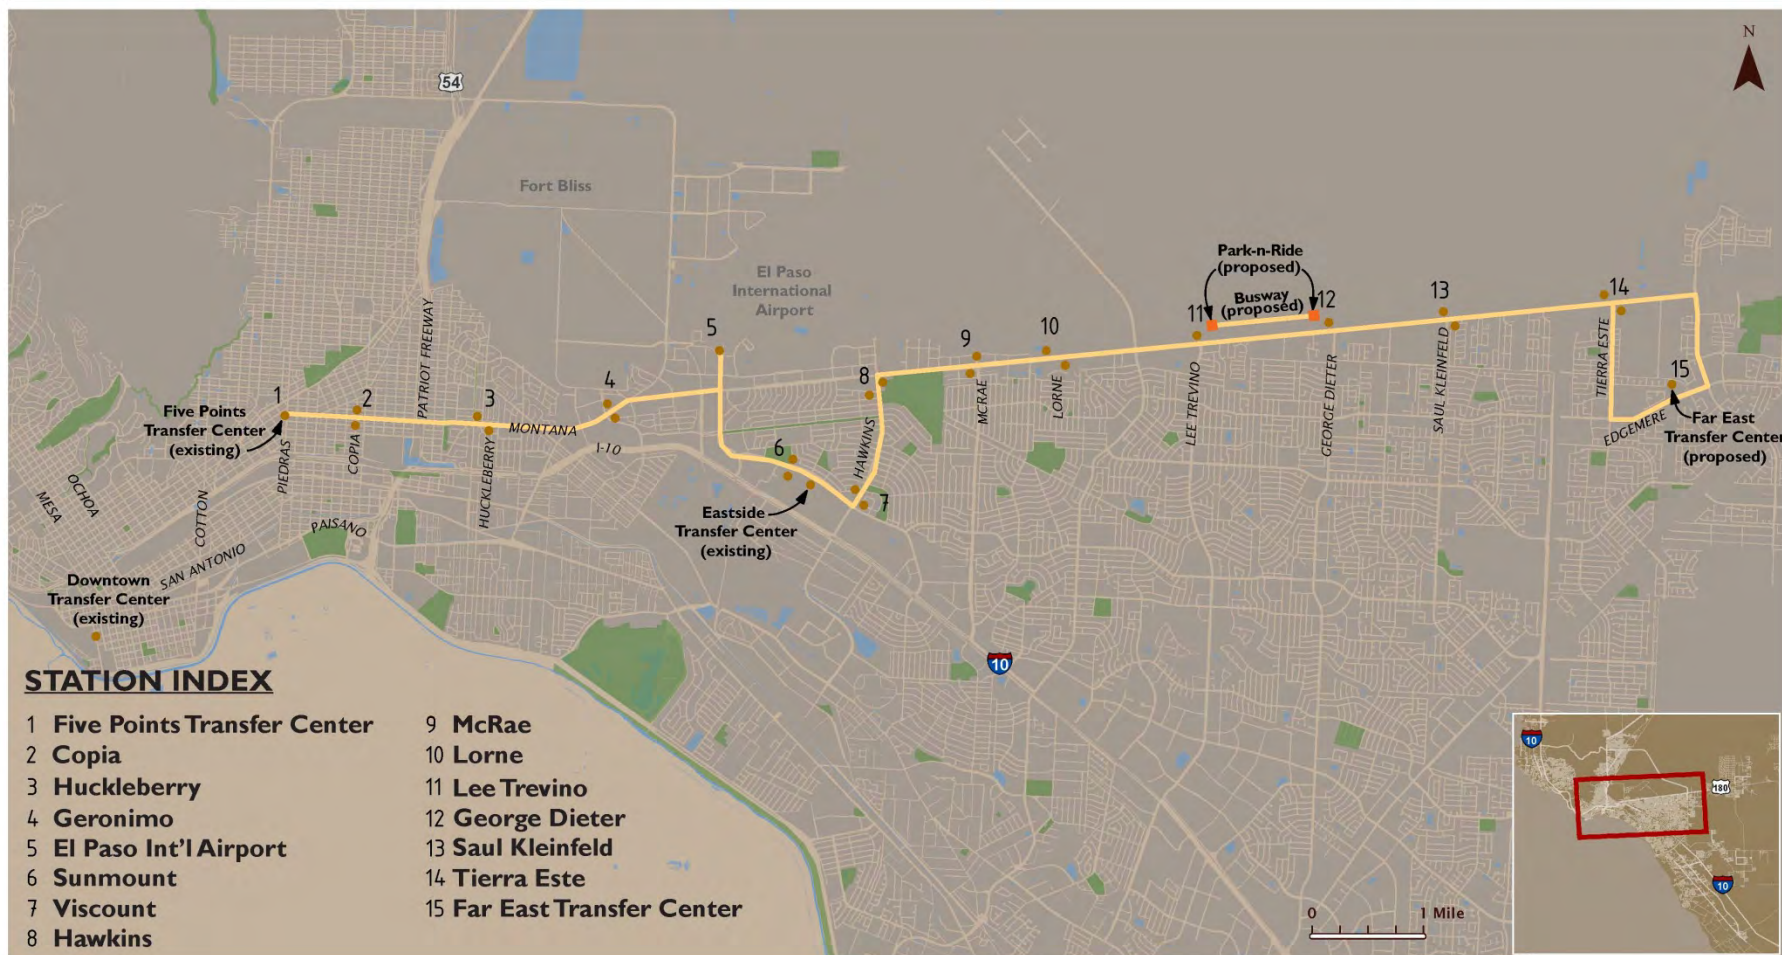 N
54
Fort Bliss
El Paso
International
Airport
Park-n-Ride
(proposed)
Busway
(proposed)
1
2
3
4
5
6
7
8
9
10
11
12
13
14
15
Five Points
Transfer Center
(existing)
PATRIOT FREEWAY
MONTANA
I-10
PIEDRAS
COPIA
HUCKLEBERRY
HAWKINS
MCRAE
LORNE
LEE TREVINO
GEORGE DIETER
SAUL KLEINFELD
TIERRA ESTE
EDGEMERE
Far East
Transfer Center
(proposed)
MESA
OCHOA
COTTON
SAN ANTONIO
PAISANO
Eastside
Transfer Center
(existing)
Downtown
Transfer Center
(existing)
10
STATION INDEX
1 Five Points Transfer Center
2 Copia
3 Huckleberry
4 Geronimo
5 El Paso Int'l Airport
6 Sunmount
7 Viscount
8 Hawkins
9 McRae
10 Lorne
11 Lee Trevino
12 George Dieter
13 Saul Kleinfeld
14 Tierra Este
15 Far East Transfer Center
0 1 Mile
10
180
10